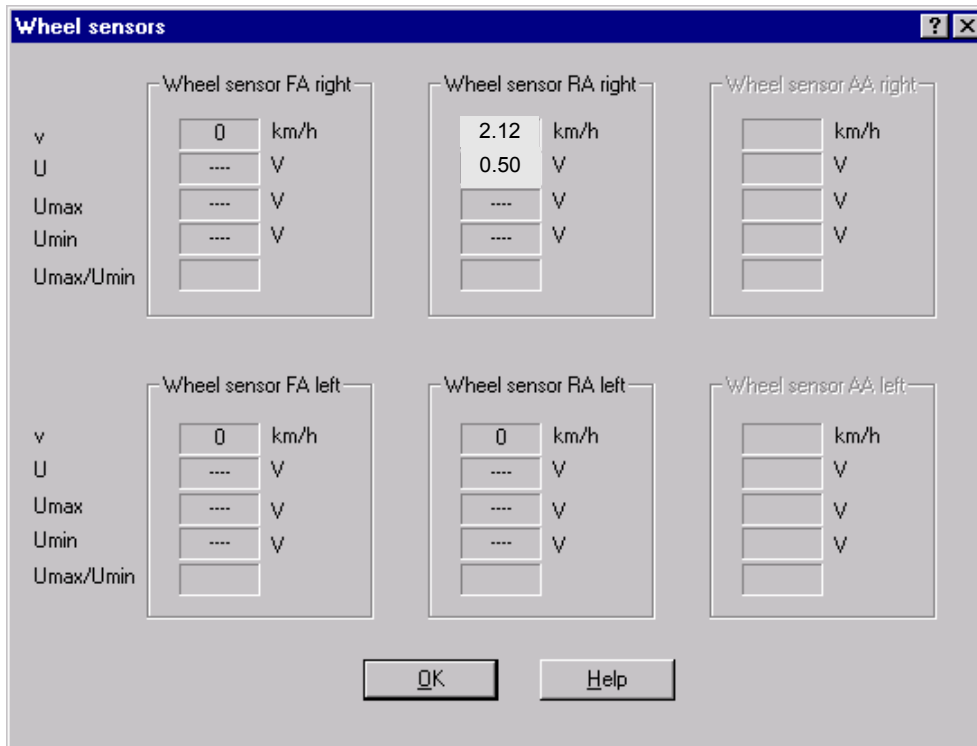 Wheel sensors
Wheel sensor FA right Wheel sensor RA right Wheel sensor AA right
v 0 km/h 2.12 km/h km/h
U ---- V 0.50 V V
Umax ---- V ---- V V
Umin ---- V ---- V V
Umax/Umin
Wheel sensor FA left Wheel sensor RA left Wheel sensor AA left
v 0 km/h 0 km/h km/h
U ---- V ---- V V
Umax ---- V ---- V V
Umin ---- V ---- V V
Umax/Umin
OK Help